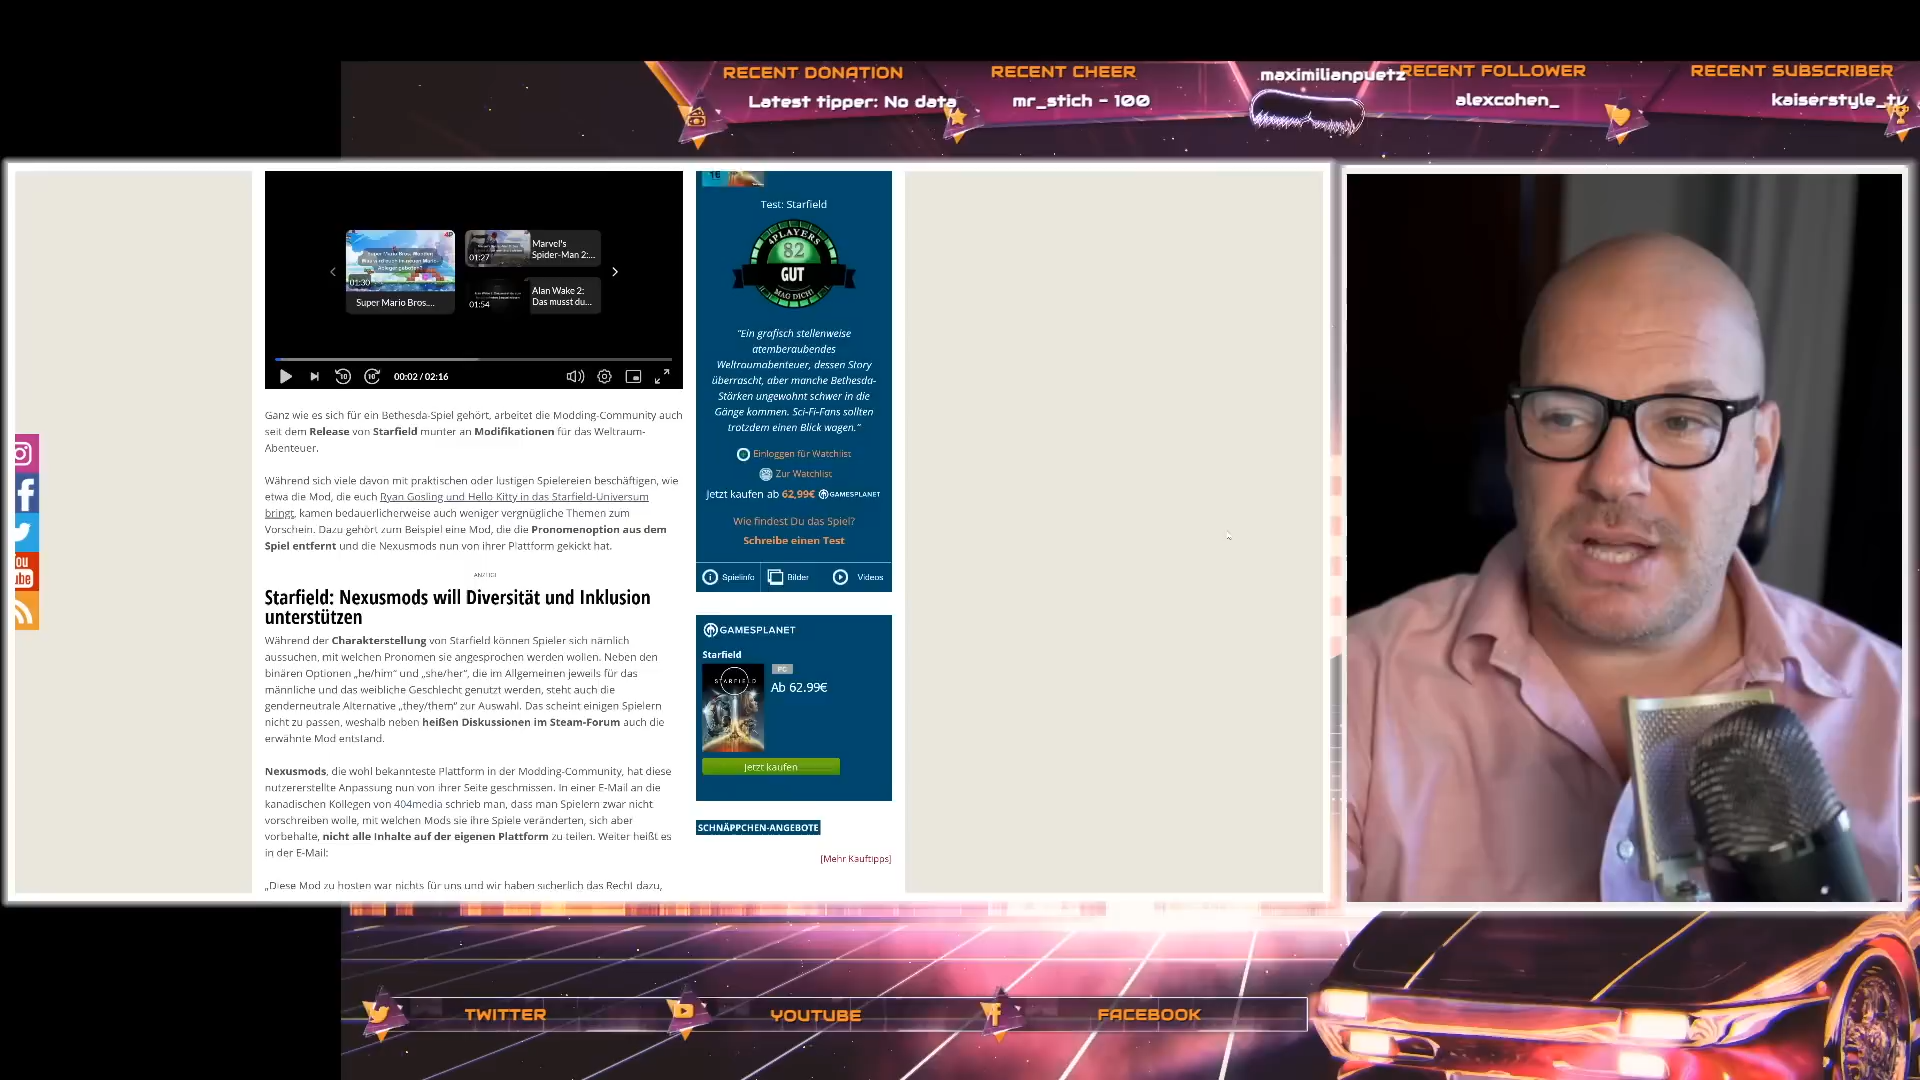 RECENT DONATION
Latest tipper: No data
RECENT CHEER
mr_stich - 100
maximilianpuetz
RECENT FOLLOWER
alexcohen_
RECENT SUBSCRIBER
kaiserstyle_tv
01:30
Super Mario Bros....
01:27
Marvel's
Spider-Man 2:...
01:54
Alan Wake 2:
Das musst du...
10
10
00:02 / 02:16
Ganz wie es sich für ein Bethesda-Spiel gehört, arbeitet die Modding-Community auch
seit dem Release von Starfield munter an Modifikationen für das Weltraum-
Abenteuer.
Während sich viele davon mit praktischen oder lustigen Spielereien beschäftigen, wie
etwa die Mod, die euch Ryan Gosling und Hello Kitty in das Starfield-Universum
bringt, kamen bedauerlicherweise auch weniger vergnügliche Themen zum
Vorschein. Dazu gehört zum Beispiel eine Mod, die die Pronomenoption aus dem
Spiel entfernt und die Nexusmods nun von ihrer Plattform gekickt hat.
ANZEIGE
Starfield: Nexusmods will Diversität und Inklusion
unterstützen
Während der Charakterstellung von Starfield können Spieler sich nämlich
aussuchen, mit welchen Pronomen sie angesprochen werden wollen. Neben den
binären Optionen „he/him“ und „she/her“, die im Allgemeinen jeweils für das
männliche und das weibliche Geschlecht genutzt werden, steht auch die
genderneutrale Alternative „they/them“ zur Auswahl. Das scheint einigen Spielern
nicht zu passen, weshalb neben heißen Diskussionen im Steam-Forum auch die
erwähnte Mod entstand.
Nexusmods, die wohl bekannteste Plattform in der Modding-Community, hat diese
nutzererstellte Anpassung nun von ihrer Seite geschmissen. In einer E-Mail an die
kanadischen Kollegen von 404media schrieb man, dass man Spielern zwar nicht
vorschreiben wolle, mit welchen Mods sie ihre Spiele veränderten, sich aber
vorbehalte, nicht alle Inhalte auf der eigenen Plattform zu teilen. Weiter heißt es
in der E-Mail:
„Diese Mod zu hosten war nichts für uns und wir haben sicherlich das Recht dazu,
16
Test: Starfield
4PLAYERS
82
GUT
MAG DICH!
“Ein grafisch stellenweise
atemberaubendes
Weltraumabenteuer, dessen Story
überrascht, aber manche Bethesda-
Stärken ungewohnt schwer in die
Gänge kommen. Sci-Fi-Fans sollten
trotzdem einen Blick wagen.”
Einloggen für Watchlist
Zur Watchlist
Jetzt kaufen ab 62,99€ GAMESPLANET
Wie findest Du das Spiel?
Schreibe einen Test
Spielinfo
Bilder
Videos
GAMESPLANET
Starfield
STARFIELD
PC
Ab 62.99€
Jetzt kaufen
SCHNÄPPCHEN-ANGEBOTE
[Mehr Kauftipps]
You
Tube
TWITTER
YOUTUBE
FACEBOOK